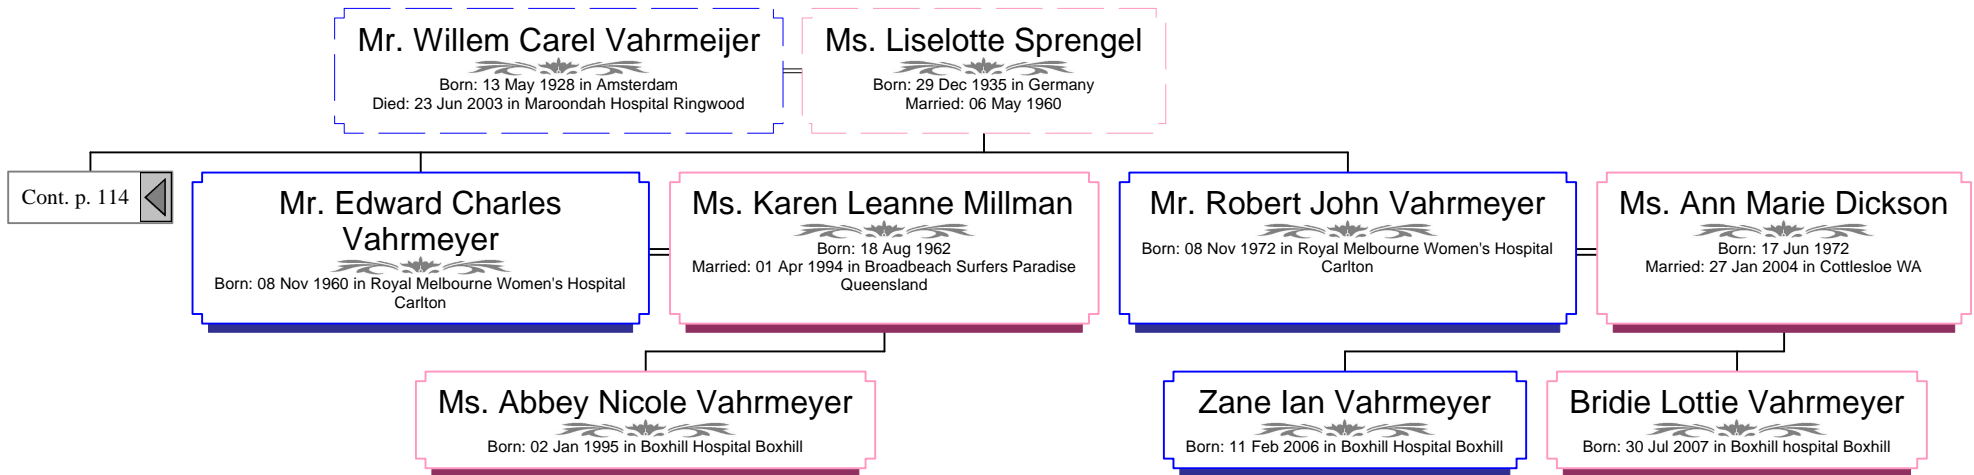 Mr. Willem Carel Vahrmeijer
Born: 13 May 1928 in Amsterdam
Died: 23 Jun 2003 in Maroondah Hospital Ringwood
Ms. Liselotte Sprengel
Born: 29 Dec 1935 in Germany
Married: 06 May 1960
Cont. p. 114
Mr. Edward Charles
Vahrmeyer
Born: 08 Nov 1960 in Royal Melbourne Women's Hospital
Carlton
Ms. Karen Leanne Millman
Born: 18 Aug 1962
Married: 01 Apr 1994 in Broadbeach Surfers Paradise
Queensland
Mr. Robert John Vahrmeyer
Born: 08 Nov 1972 in Royal Melbourne Women's Hospital
Carlton
Ms. Ann Marie Dickson
Born: 17 Jun 1972
Married: 27 Jan 2004 in Cottlesloe WA
Ms. Abbey Nicole Vahrmeyer
Born: 02 Jan 1995 in Boxhill Hospital Boxhill
Zane Ian Vahrmeyer
Born: 11 Feb 2006 in Boxhill Hospital Boxhill
Bridie Lottie Vahrmeyer
Born: 30 Jul 2007 in Boxhill hospital Boxhill